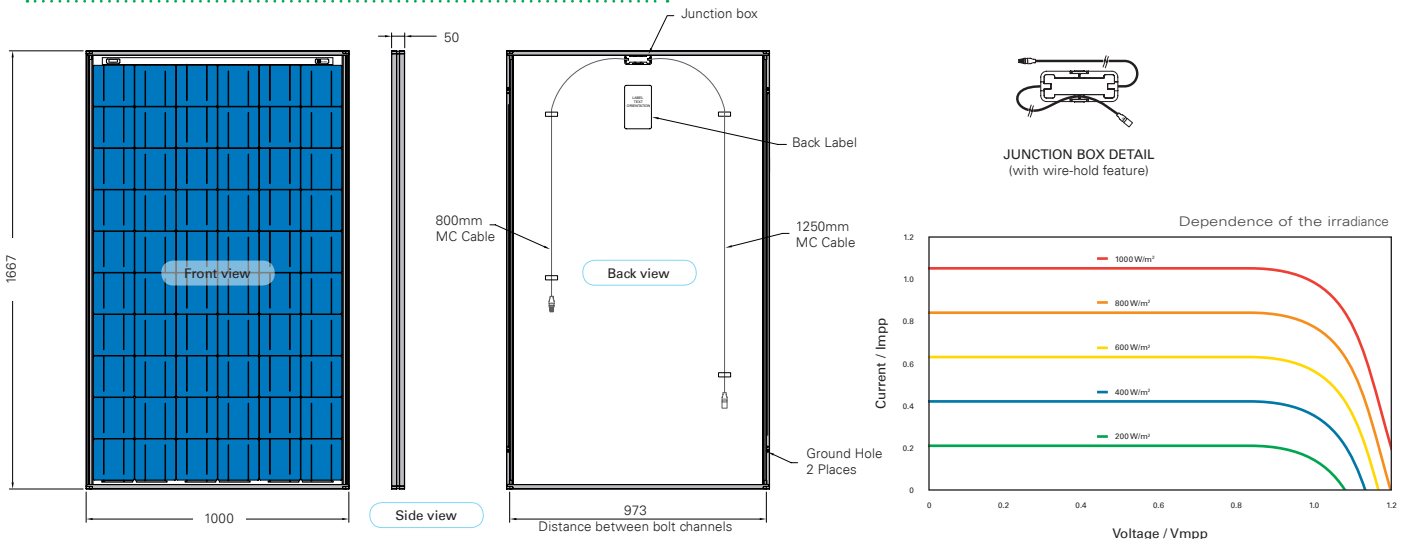 Junction box
50
1667
Front view
1000
Side view
LABEL
TEXT
ORIENTATION
Back Label
800mm
MC Cable
1250mm
MC Cable
Back view
Ground Hole
2 Places
973
Distance between bolt channels
JUNCTION BOX DETAIL
(with wire-hold feature)
Dependence of the irradiance
Current / Impp
1.2
1.0
0.8
0.6
0.4
0.2
0
1000 W/m²
800 W/m²
600 W/m²
400 W/m²
200 W/m²
0
0.2
0.4
0.6
0.8
1.0
1.2
Voltage / Vmpp